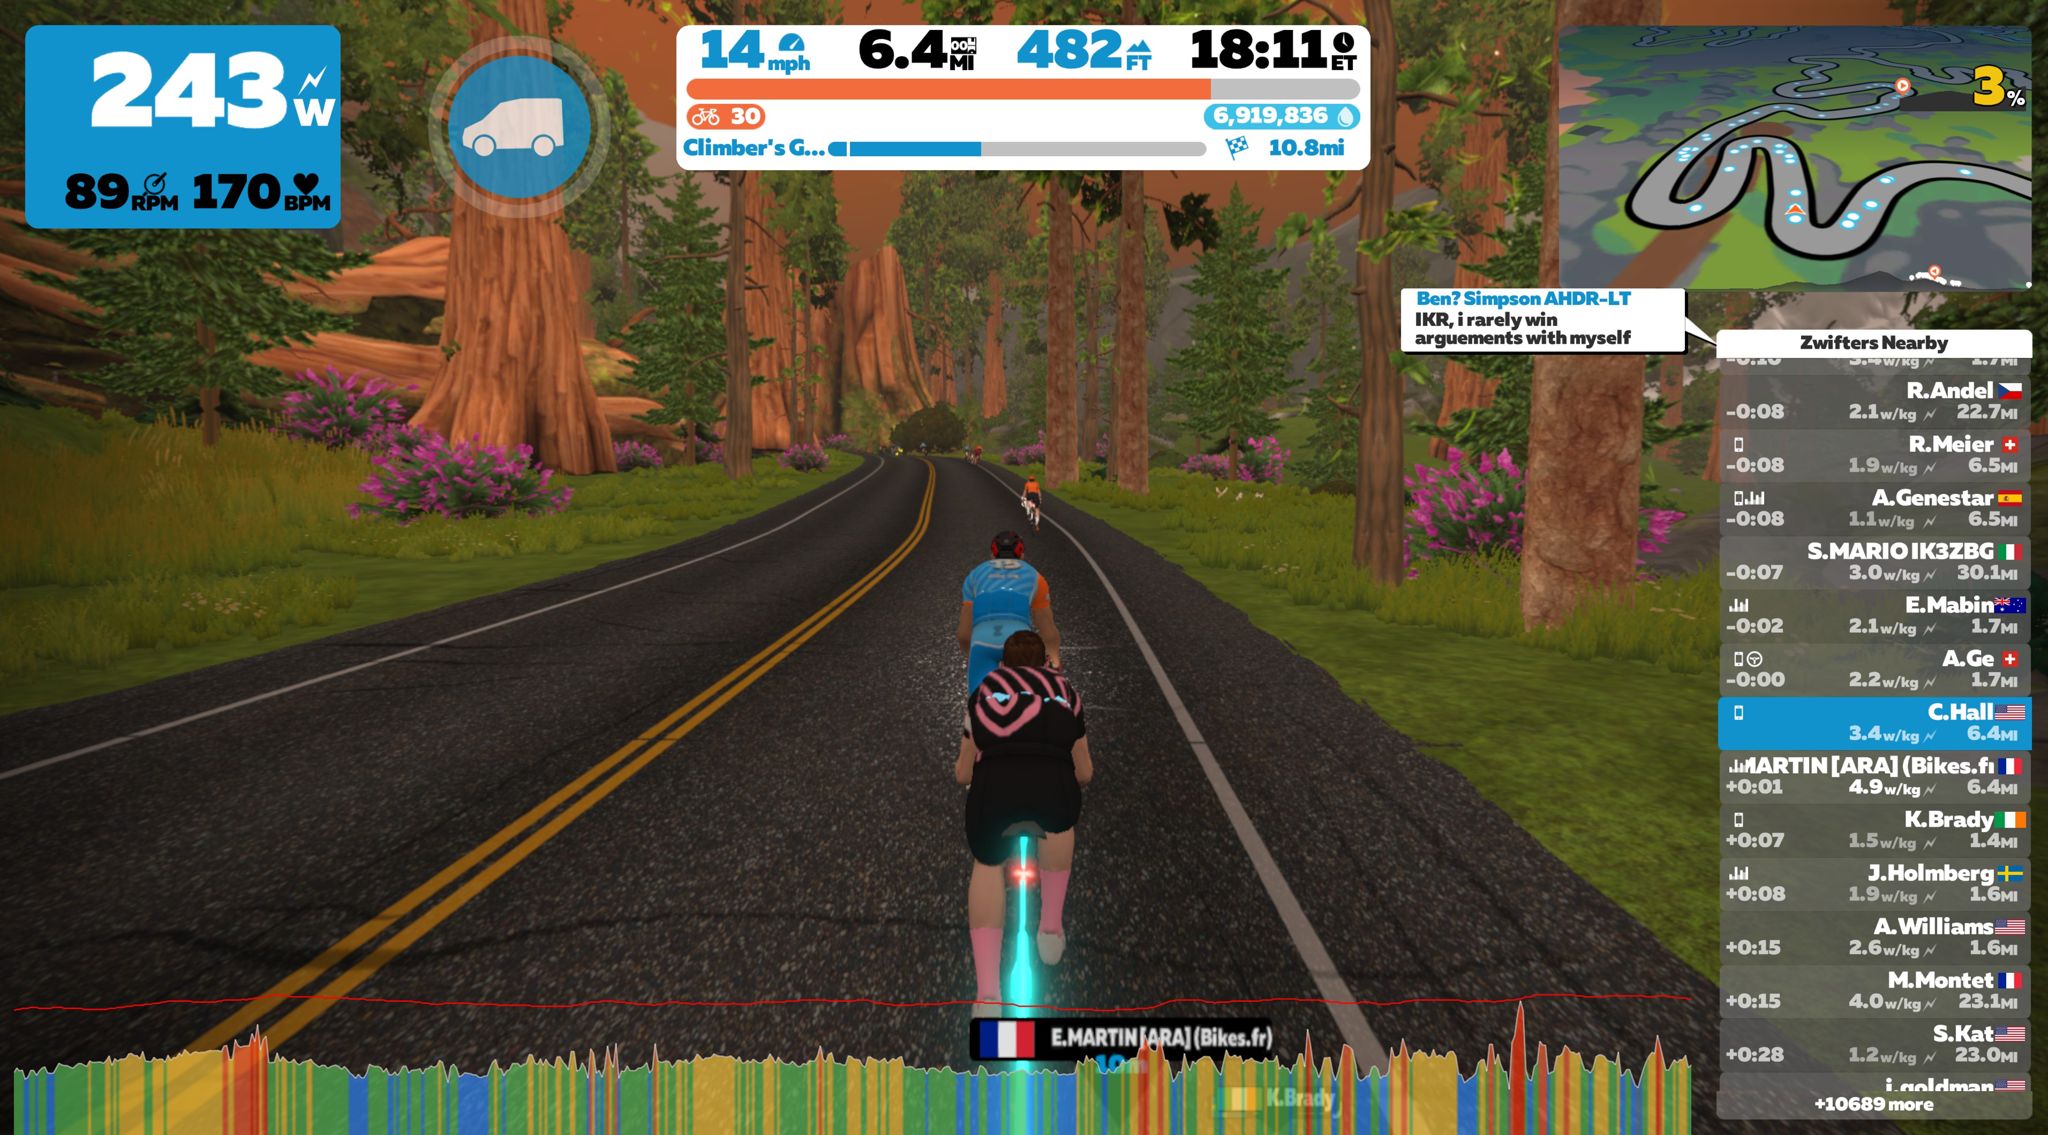 243 W
89 RPM 170 BPM
14 mph 6.4 MI 482 FT 18:11 ET
30
6,919,836
Climber's G... 10.8mi
3%
Ben? Simpson AHDR-LT
IKR, i rarely win
arguements with myself
Zwifters Nearby
3.4w/kg 1.7MI
R.Andel
-0:08 2.1w/kg 22.7MI
R.Meier
-0:08 1.9w/kg 6.5MI
A.Genestar
-0:08 1.1w/kg 6.5MI
S.MARIO IK3ZBG
-0:07 3.0w/kg 30.1MI
E.Mabin
-0:02 2.1w/kg 1.7MI
A.Ge
-0:00 2.2w/kg 1.7MI
C.Hall
3.4w/kg 6.4MI
MARTIN [ARA] (Bikes.fr
+0:01 4.9w/kg 6.4MI
K.Brady
+0:07 1.5w/kg 1.4MI
J.Holmberg
+0:08 1.9w/kg 1.6MI
A.Williams
+0:15 2.6w/kg 1.6MI
M.Montet
+0:15 4.0w/kg 23.1MI
S.Kat
+0:28 1.2w/kg 23.0MI
j.goldman
+10689 more
E.MARTIN [ARA] (Bikes.fr)
K.Brady